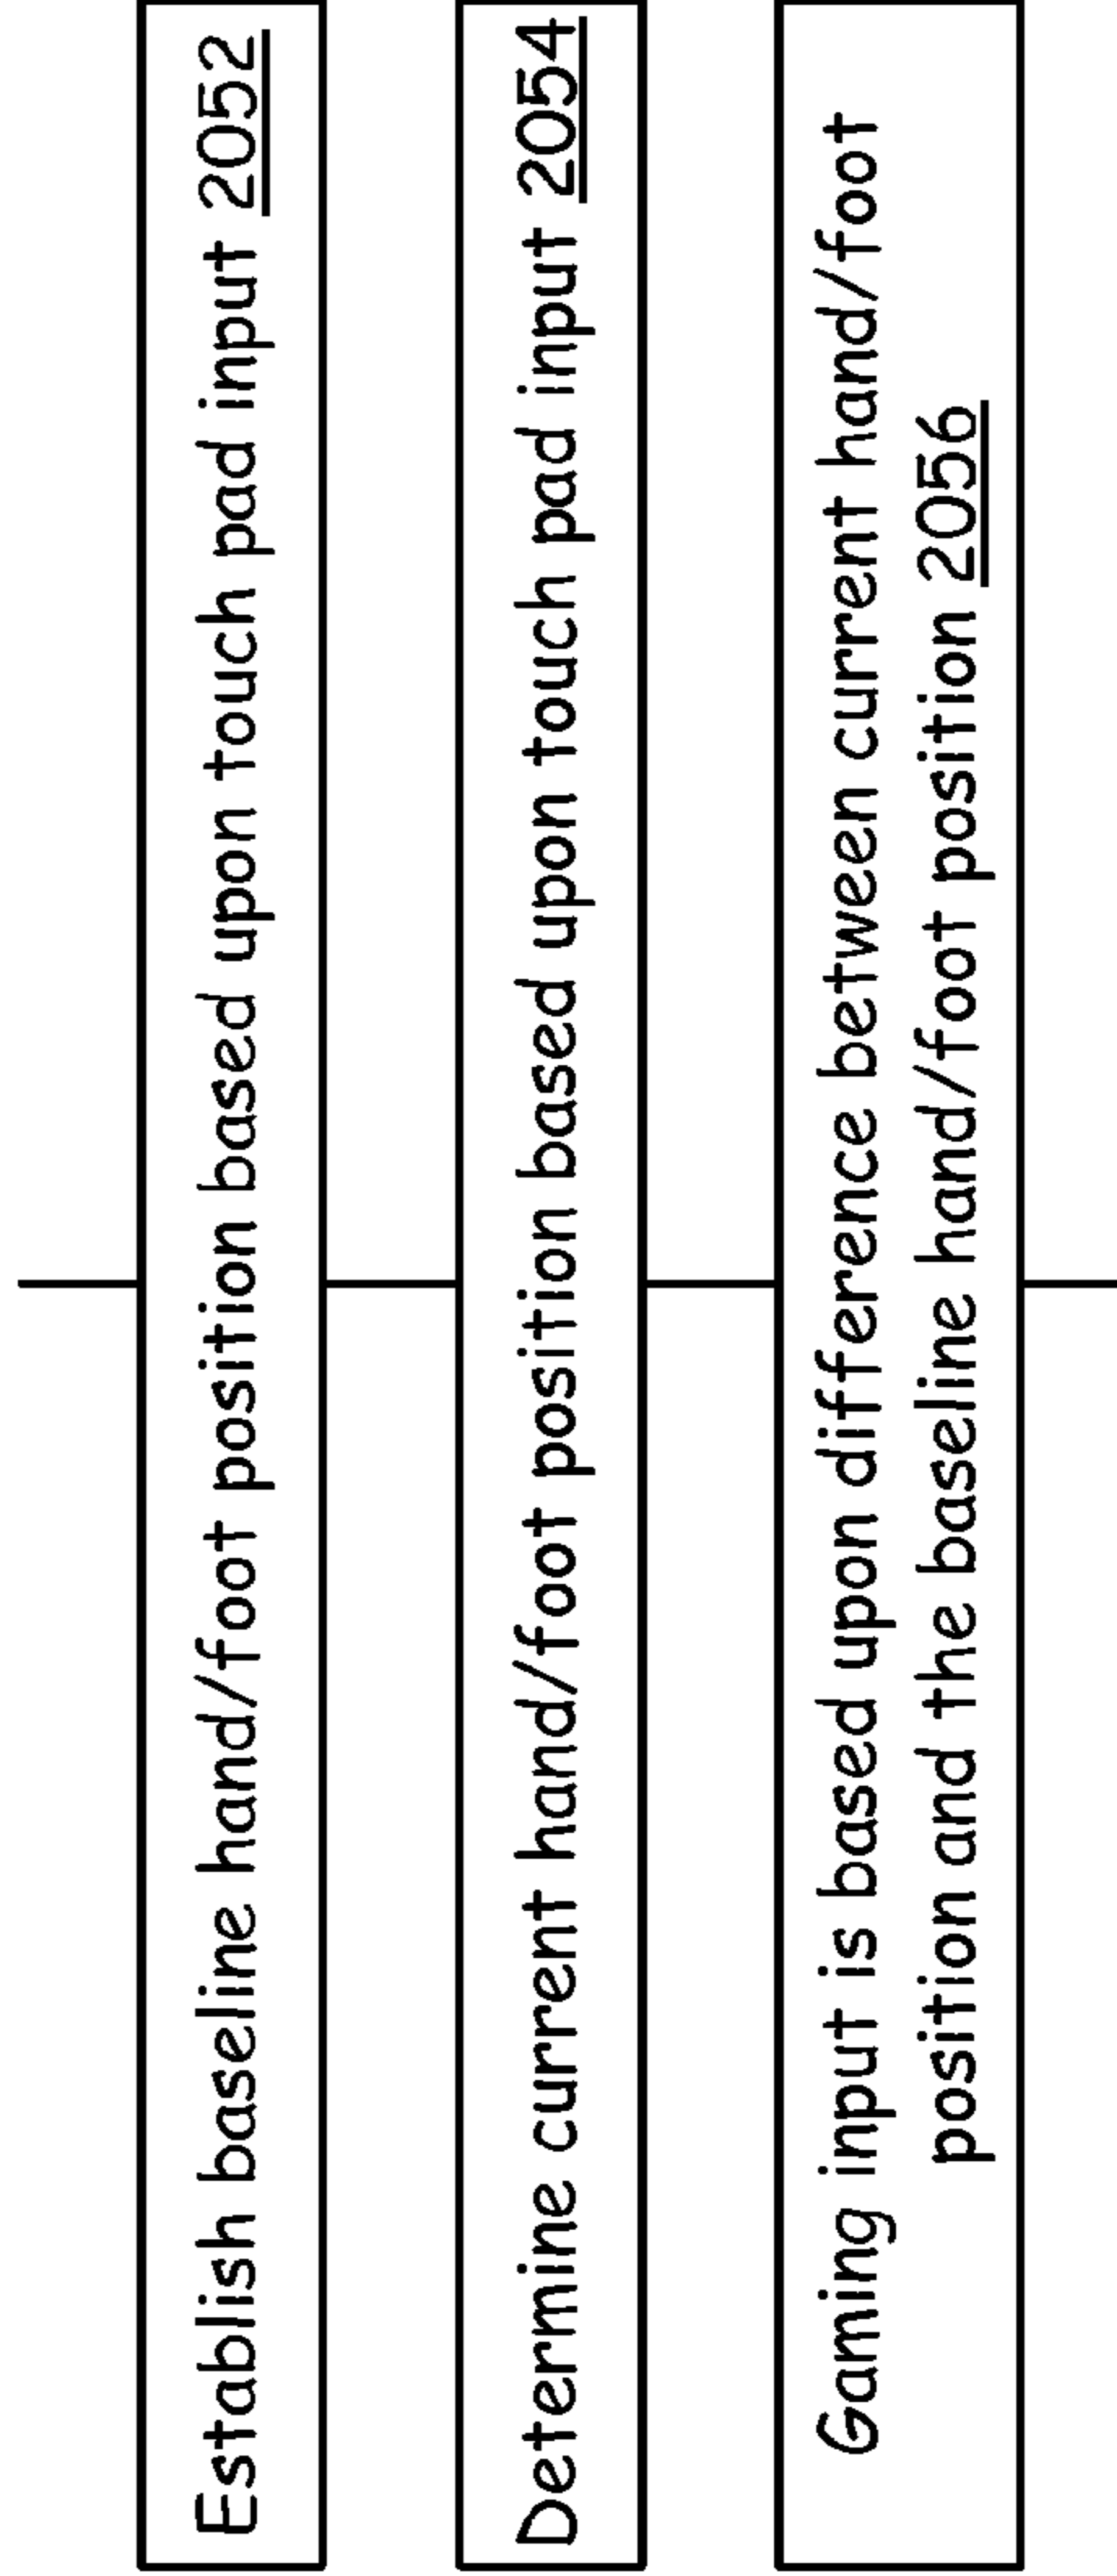 Establish baseline hand/foot position based upon touch pad input 2052
Determine current hand/foot position based upon touch pad input 2054
Gaming input is based upon difference between current hand/foot
position and the baseline hand/foot position 2056